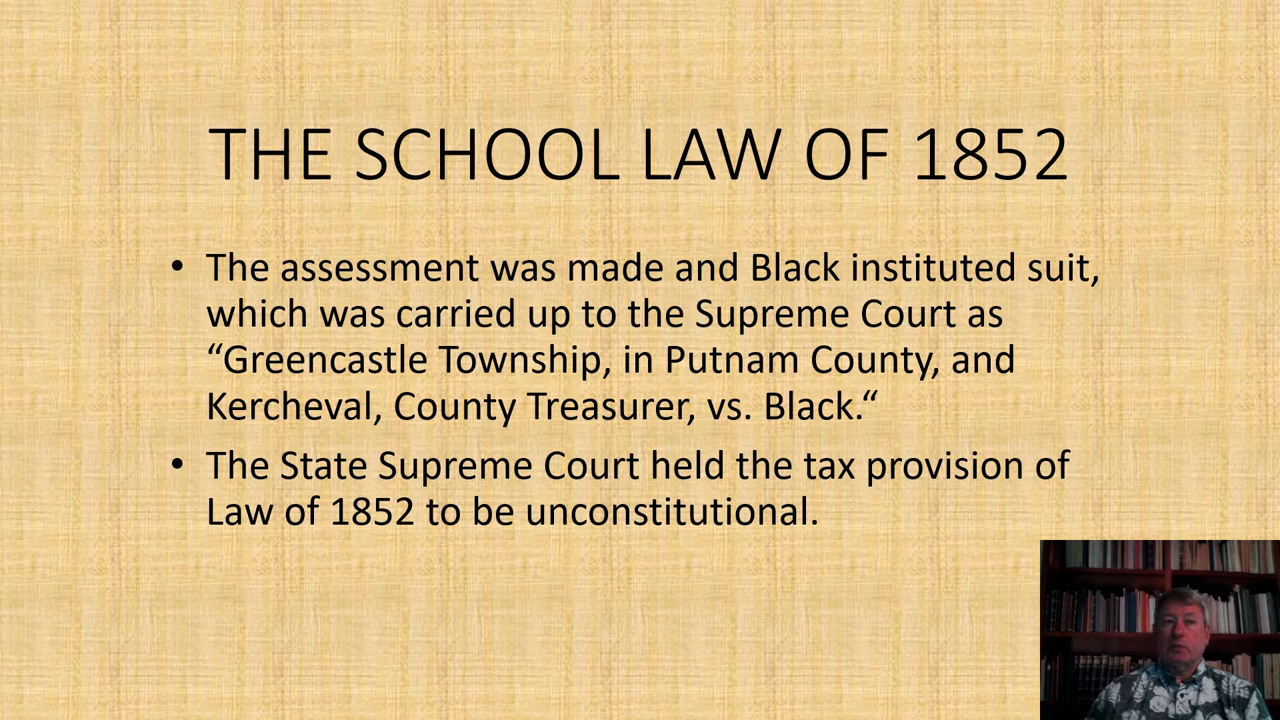 THE SCHOOL LAW OF 1852
• The assessment was made and Black instituted suit,
which was carried up to the Supreme Court as
“Greencastle Township, in Putnam County, and
Kercheval, County Treasurer, vs. Black.“
• The State Supreme Court held the tax provision of
Law of 1852 to be unconstitutional.